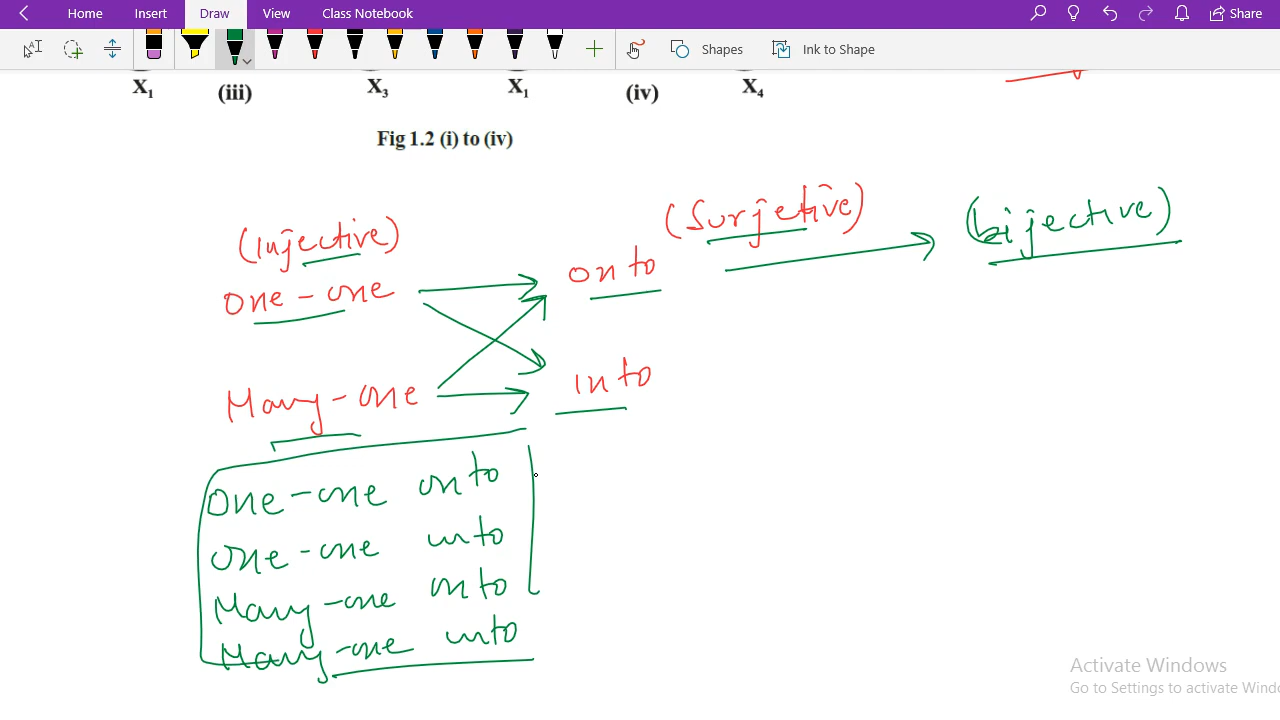 Home Insert Draw View Class Notebook Share
Shapes Ink to Shape
X1 (iii) X3 X1 (iv) X4
Fig 1.2 (i) to (iv)
(Injective) (Surjetive) (bijective)
One-one onto
Many-one into
One-one onto
One-one into
Many-one onto
Many-one into
Activate Windows
Go to Settings to activate Wind